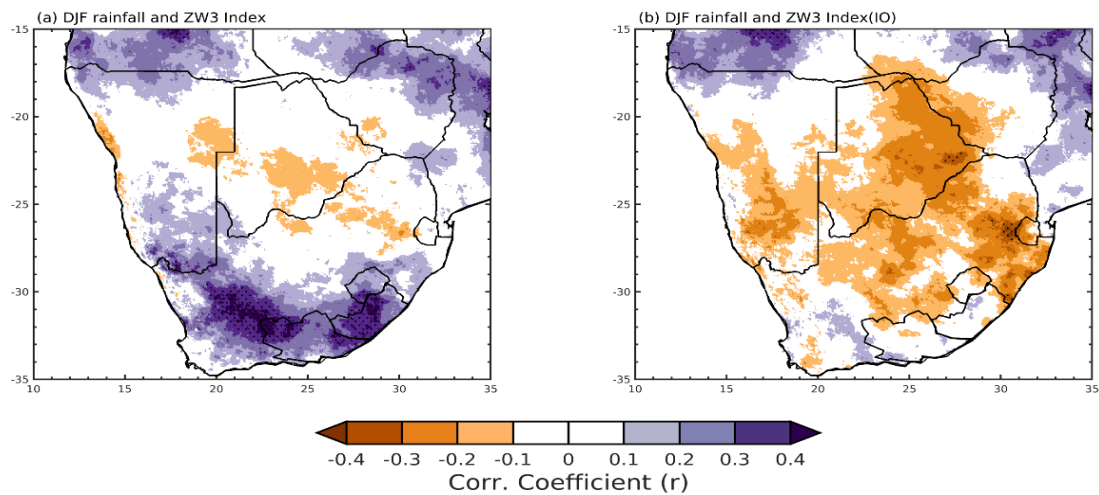 (a) DJF rainfall and ZW3 Index
(b) DJF rainfall and ZW3 Index(IO)
-15
-20
-25
-30
-35
10 15 20 25 30 35
-15
-20
-25
-30
-35
10 15 20 25 30 35
-0.4 -0.3 -0.2 -0.1 0 0.1 0.2 0.3 0.4
Corr. Coefficient (r)